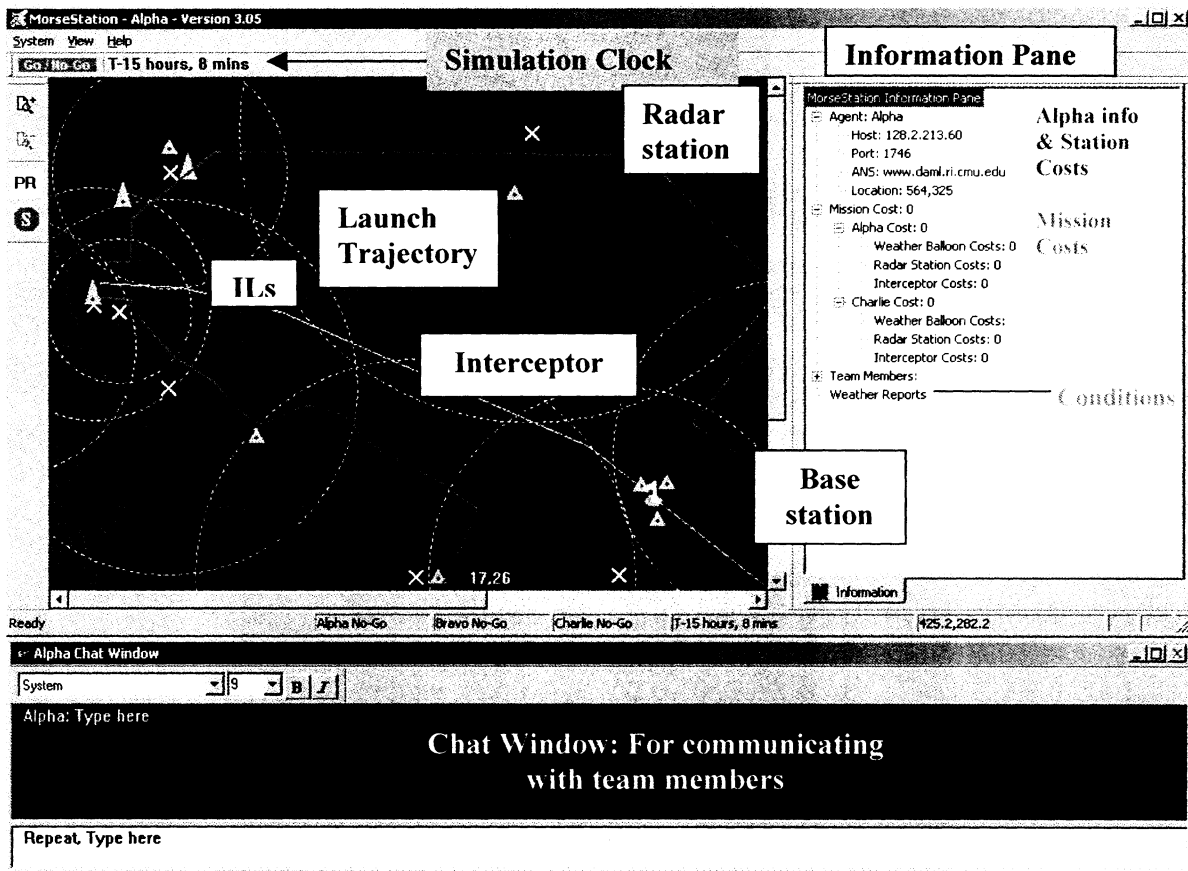 MorseStation - Alpha - Version 3.05
System View Help
Go / No-Go T-15 hours, 8 mins
Simulation Clock
Information Pane
PR
S
Radar
station
Launch
Trajectory
ILs
Interceptor
Base
station
17,26
MorseStation Information Pane
Agent: Alpha
Host: 128.2.213.60
Port: 1746
ANS: www.daml.ri.cmu.edu
Location: 564,325
Mission Cost: 0
Alpha Cost: 0
Weather Balloon Costs: 0
Radar Station Costs: 0
Interceptor Costs: 0
Charlie Cost: 0
Weather Balloon Costs:
Radar Station Costs: 0
Interceptor Costs: 0
Team Members:
Weather Reports
Alpha info
& Station
Costs
Mission
Costs
Conditions
Information
Ready Alpha No-Go Bravo No-Go Charlie No-Go T-15 hours, 8 mins 425.2,282.2
Alpha Chat Window
System 9 B I
Alpha: Type here
Chat Window: For communicating
with team members
Repeat, Type here